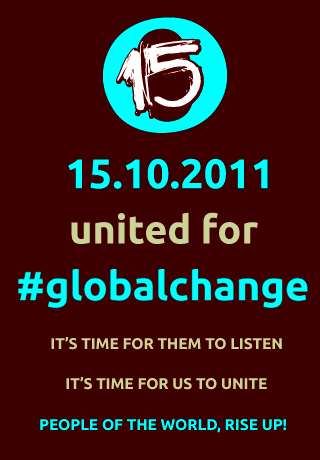 15
15.10.2011
united for
#globalchange
IT'S TIME FOR THEM TO LISTEN
IT'S TIME FOR US TO UNITE
PEOPLE OF THE WORLD, RISE UP!